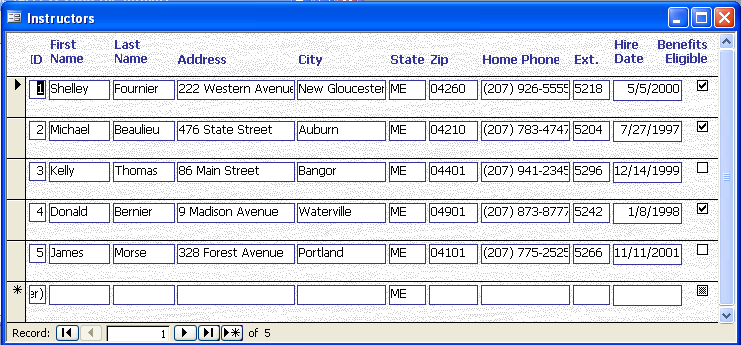 Instructors
ID First Name Last Name Address City State Zip Home Phone Ext. Hire Date Benefits Eligible
1 Shelley Fournier 222 Western Avenue New Gloucester ME 04260 (207) 926-5555 5218 5/5/2000
2 Michael Beaulieu 476 State Street Auburn ME 04210 (207) 783-4747 5204 7/27/1997
3 Kelly Thomas 86 Main Street Bangor ME 04401 (207) 941-2345 5296 12/14/1999
4 Donald Bernier 9 Madison Avenue Waterville ME 04901 (207) 873-8777 5242 1/8/1998
5 James Morse 328 Forest Avenue Portland ME 04101 (207) 775-2525 5266 11/11/2001
* er) ME
Record: 1 of 5